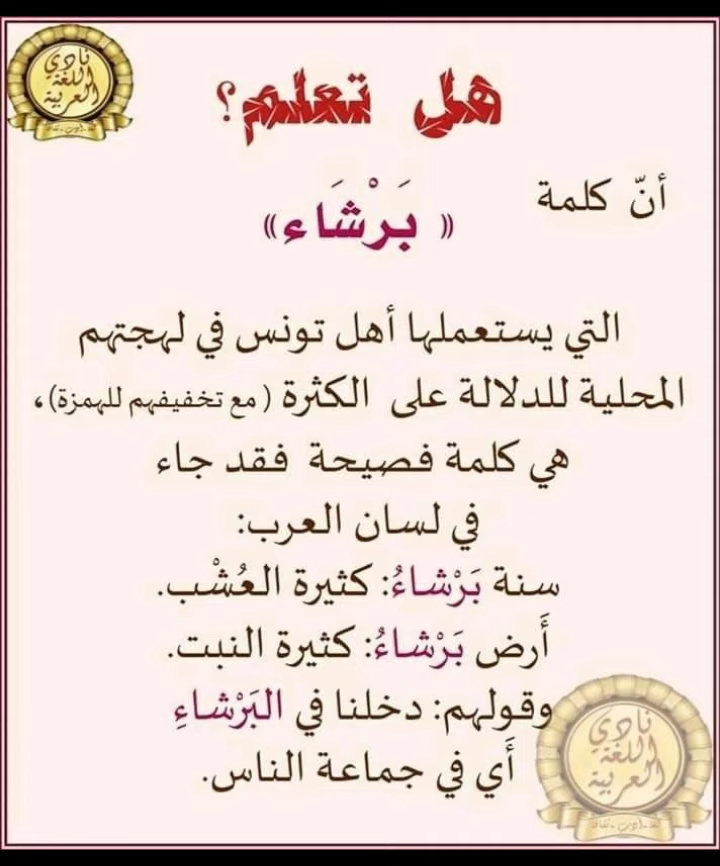 نادي
اللغة
العربية
هل تعلم؟
أنّ كلمة
« بَرْشَاء»
التي يستعملها أهل تونس في لهجتهم
المحلية للدلالة على الكثرة (مع تخفيفهم للهمزة)،
هي كلمة فصيحة فقد جاء
في لسان العرب:
سنة بَرْشاءُ: كثيرة العُشْب.
أَرض بَرْشاءُ: كثيرة النبت.
وقولهم: دخلنا في البَرْشاءِ
أَي في جماعة الناس.
نادي
اللغة
العربية